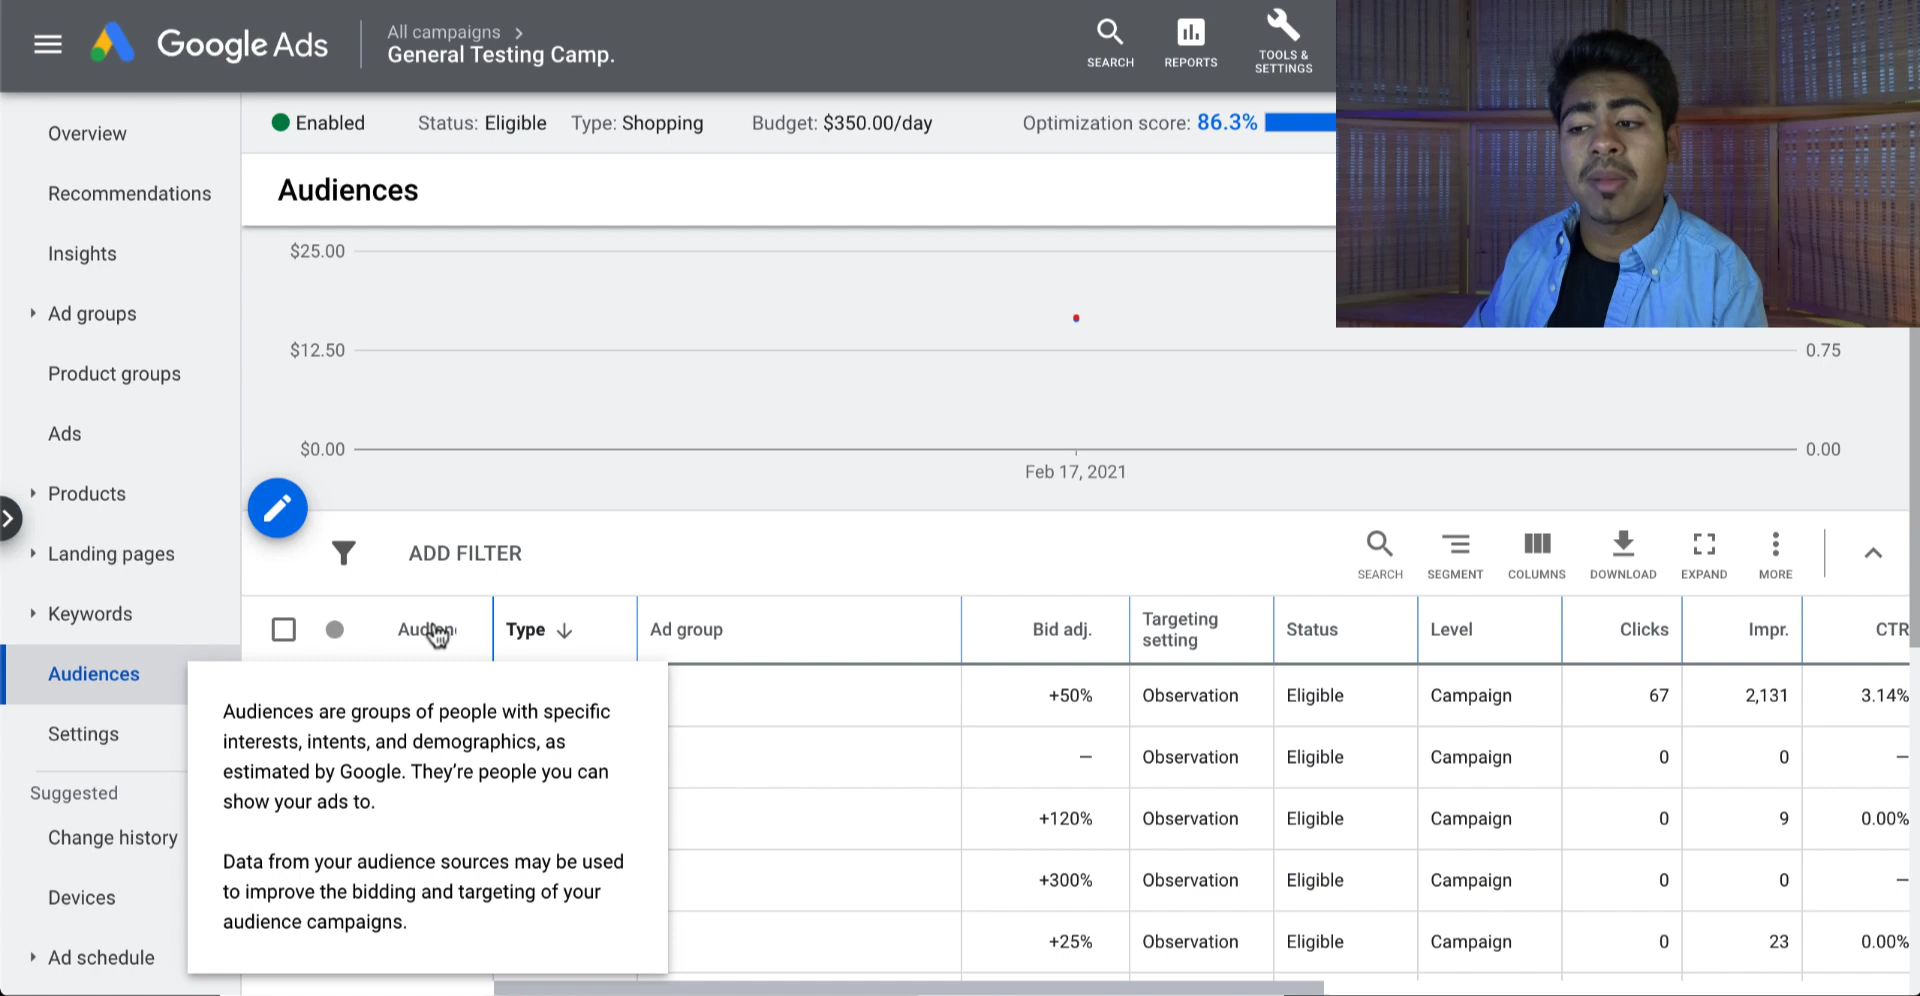 Google Ads
All campaigns
General Testing Camp.
SEARCH
REPORTS
TOOLS &
SETTINGS
Enabled
Status: Eligible
Type: Shopping
Budget: $350.00/day
Optimization score: 86.3%
Overview
Recommendations
Insights
Ad groups
Product groups
Ads
Products
Landing pages
Keywords
Audiences
Settings
Suggested
Change history
Devices
Ad schedule
Audiences
$25.00
$12.50
0.75
$0.00
0.00
Feb 17, 2021
ADD FILTER
SEARCH
SEGMENT
COLUMNS
DOWNLOAD
EXPAND
MORE
Type
Ad group
Bid adj.
Targeting
setting
Status
Level
Clicks
Impr.
CTR
+50% Observation Eligible Campaign 67 2,131 3.14%
— Observation Eligible Campaign 0 0 —
+120% Observation Eligible Campaign 0 9 0.00%
+300% Observation Eligible Campaign 0 0 —
+25% Observation Eligible Campaign 0 23 0.00%
Audiences are groups of people with specific
interests, intents, and demographics, as
estimated by Google. They're people you can
show your ads to.
Data from your audience sources may be used
to improve the bidding and targeting of your
audience campaigns.